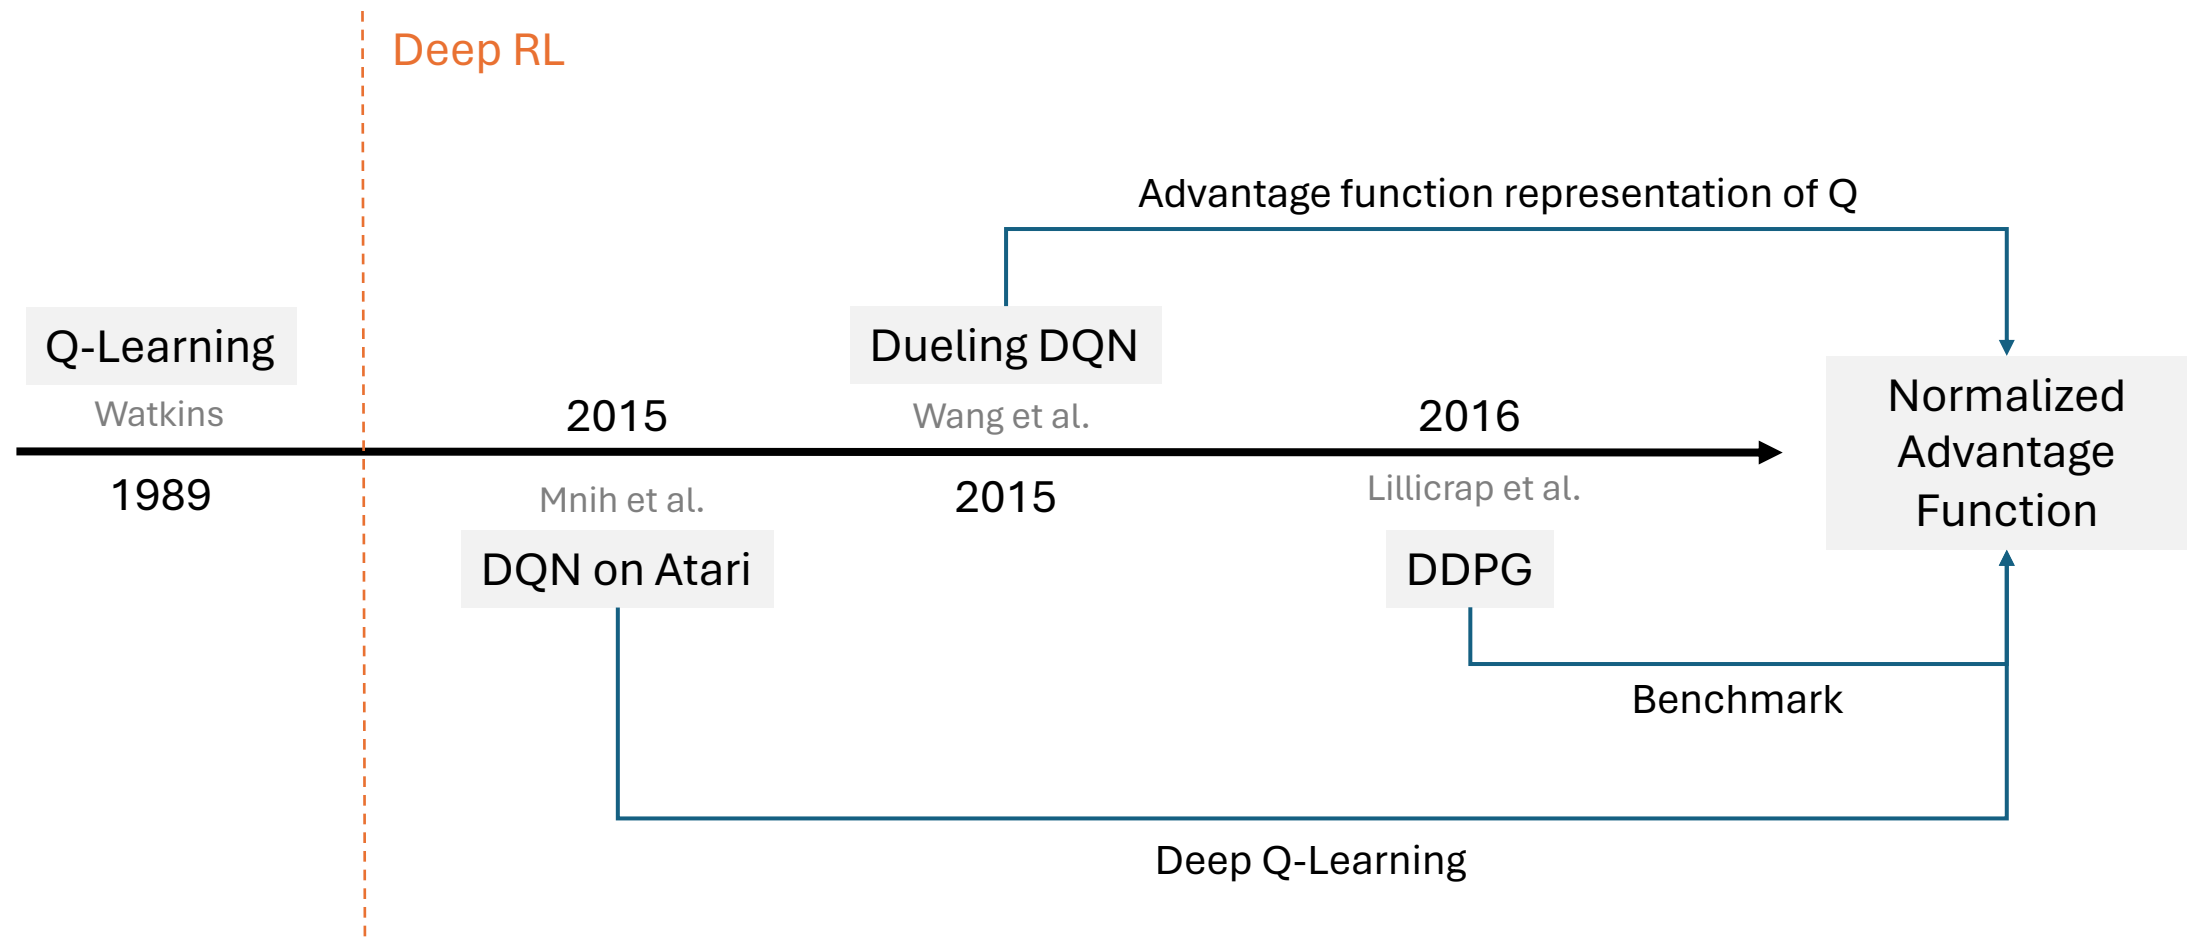 Deep RL
Advantage function representation of Q
Q-Learning
Watkins
1989
2015
Mnih et al.
DQN on Atari
Dueling DQN
Wang et al.
2015
2016
Lillicrap et al.
DDPG
Normalized
Advantage
Function
Benchmark
Deep Q-Learning